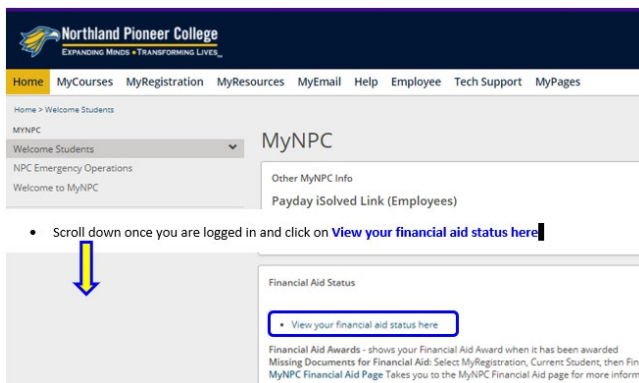 Northland Pioneer College
EXPANDING MINDS • TRANSFORMING LIVES
Home MyCourses MyRegistration MyResources MyEmail Help Employee Tech Support MyPages
Home > Welcome Students
MYNPC
Welcome Students
NPC Emergency Operations
Welcome to MyNPC
MyNPC
Other MyNPC Info
Payday iSolved Link (Employees)
• Scroll down once you are logged in and click on View your financial aid status here
Financial Aid Status
• View your financial aid status here
Financial Aid Awards - shows your Financial Aid Award when it has been awarded
Missing Documents for Financial Aid: Select MyRegistration, Current Student, then Fin
MyNPC Financial Aid Page Takes you to the MyNPC Financial Aid page for more inform